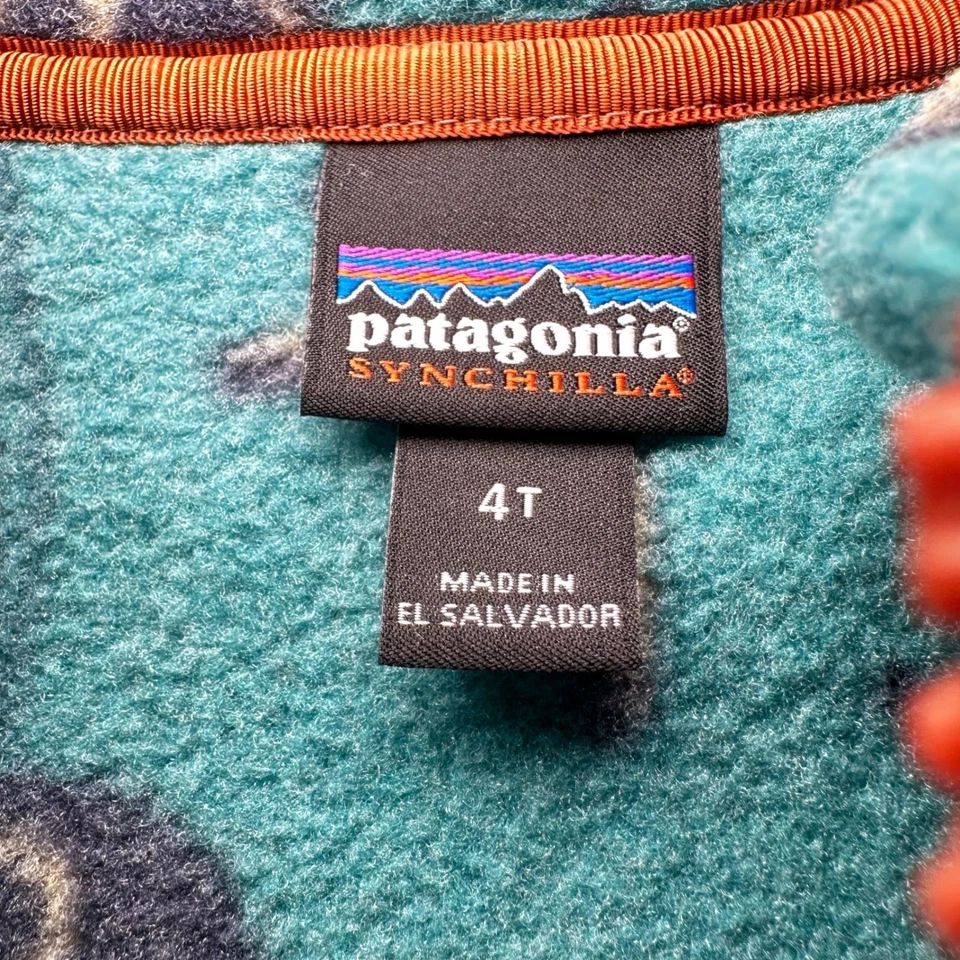 patagonia®
SYNCHILLA®
4T
MADE IN
EL SALVADOR